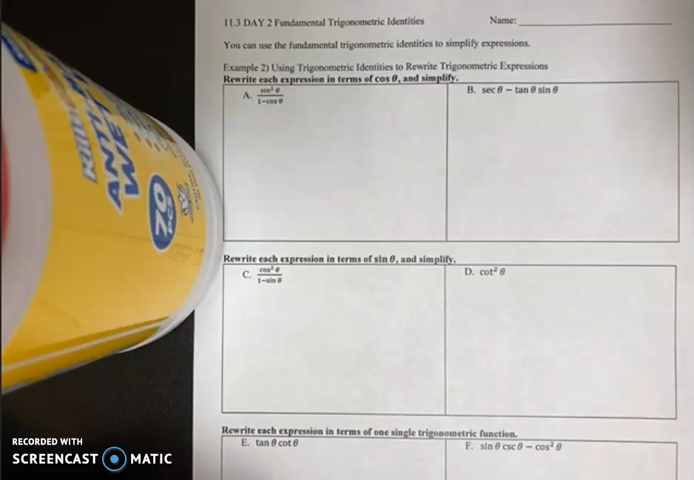 11.3 DAY 2 Fundamental Trigonometric Identities Name:
You can use the fundamental trigonometric identities to simplify expressions.
Example 2) Using Trigonometric Identities to Rewrite Trigonometric Expressions
Rewrite each expression in terms of cos θ, and simplify.
A. sin² θ / 1−cos θ
B. sec θ − tan θ sin θ
Rewrite each expression in terms of sin θ, and simplify.
C. cos² θ / 1−sin θ
D. cot² θ
Rewrite each expression in terms of one single trigonometric function.
E. tan θ cot θ
F. sin θ csc θ − cos² θ
70
PCS
RECORDED WITH
SCREENCAST MATIC